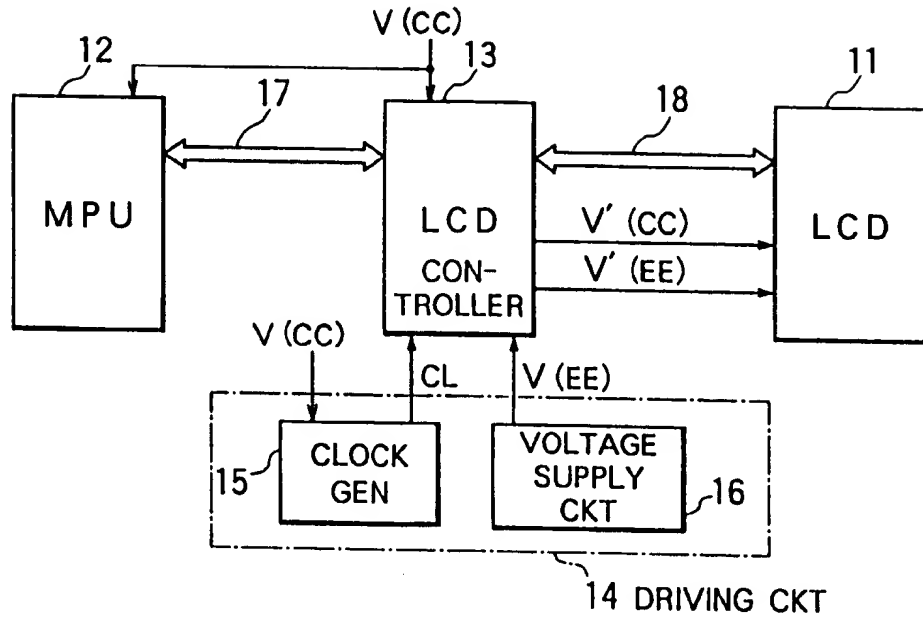 V (CC)
12
13
11
17
18
MPU
LCD
CON-
TROLLER
LCD
V' (CC)
V' (EE)
V (CC)
CL
V (EE)
15
CLOCK
GEN
VOLTAGE
SUPPLY
CKT
16
14 DRIVING CKT